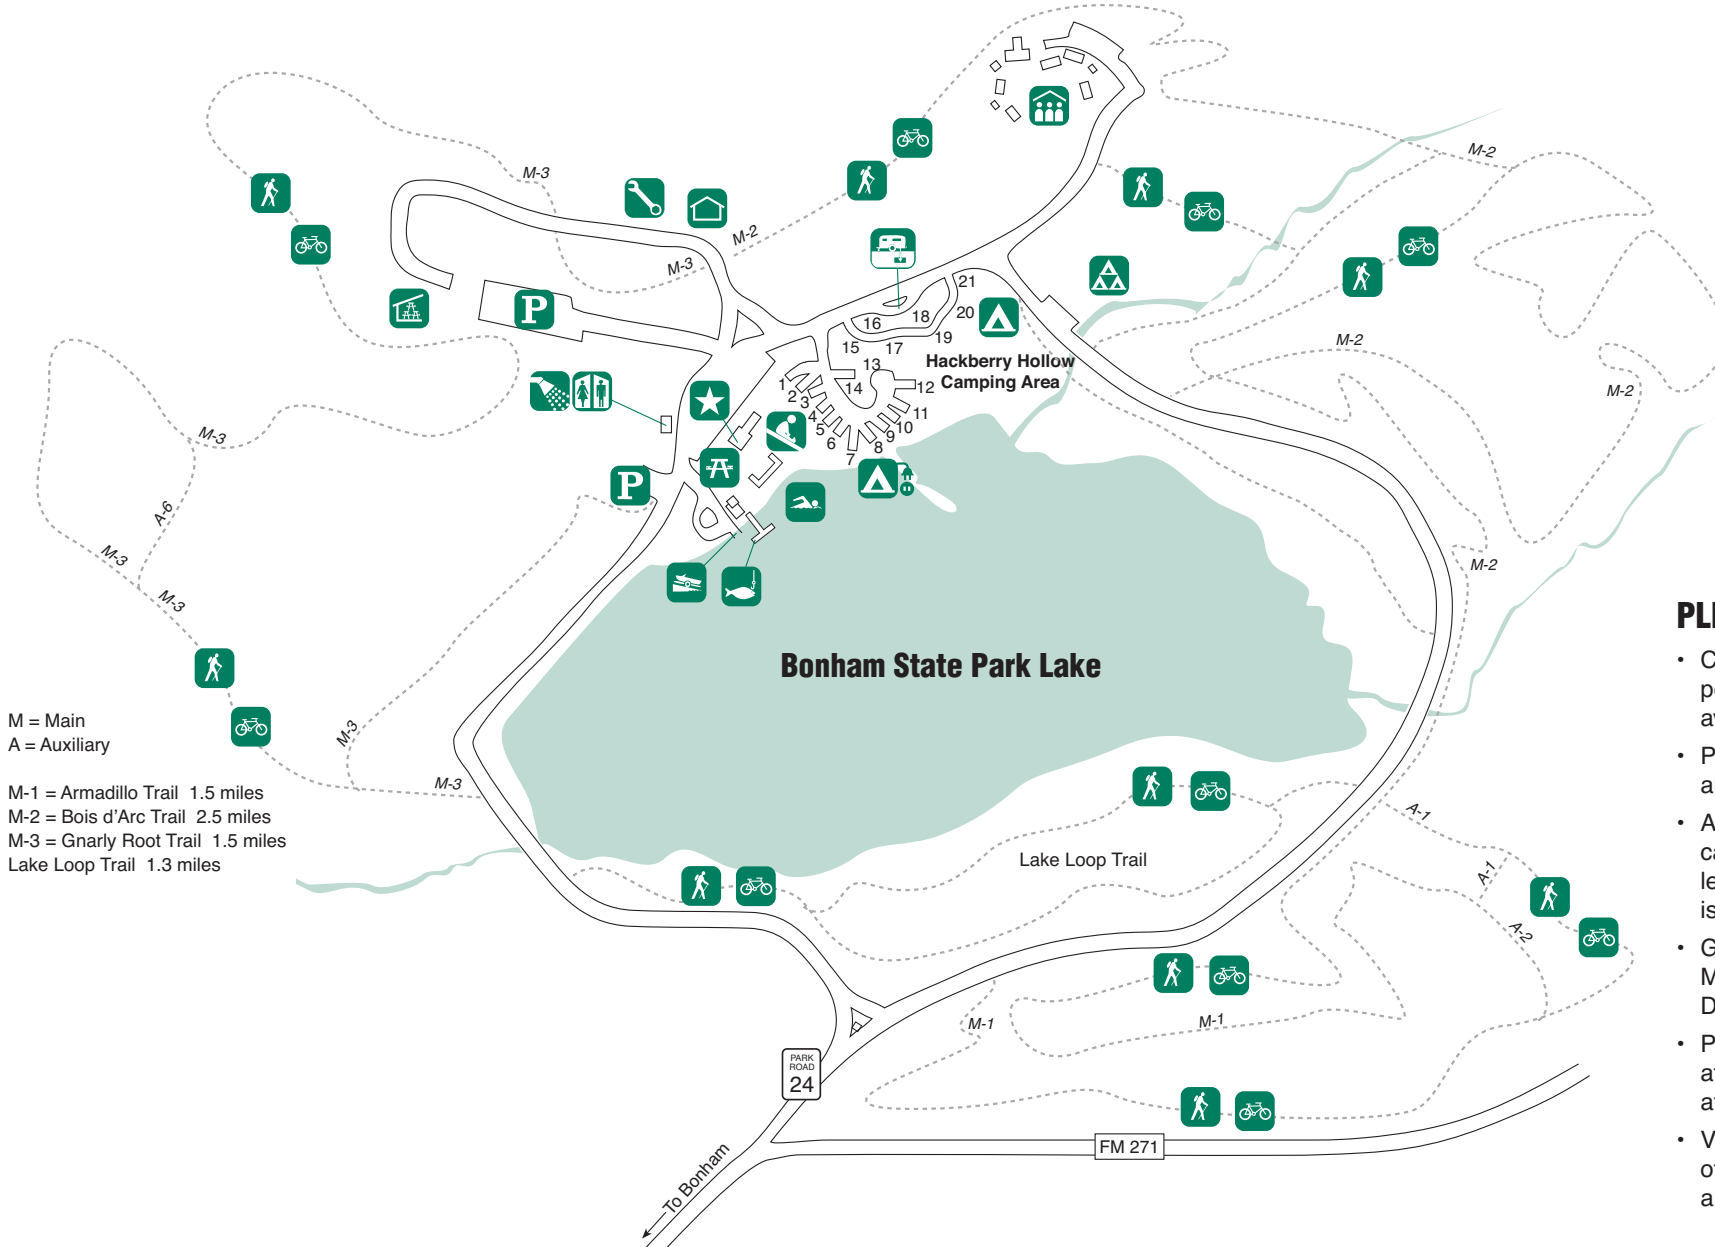 M-3
M-2
M-2
M-3
M-2
M-2
M-2
M-3
M-3
M-3
M-3
M-3
M-2
A-6
P
P
1
2
3
4
5
6
7
8
9
10
11
12
13
14
15
16
17
18
19
20
21
Hackberry Hollow
Camping Area
Bonham State Park Lake
M = Main
A = Auxiliary
M-1 = Armadillo Trail 1.5 miles
M-2 = Bois d'Arc Trail 2.5 miles
M-3 = Gnarly Root Trail 1.5 miles
Lake Loop Trail 1.3 miles
Lake Loop Trail
A-1
A-1
A-2
M-1
M-1
PARK
ROAD
24
FM 271
To Bonham